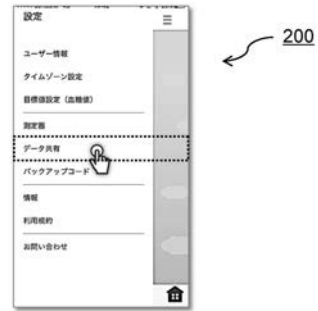 設定
200
ユーザー情報
タイムゾーン設定
目標値設定（血糖値）
測定器
データ共有
バックアップコード
情報
利用規約
お問い合わせ